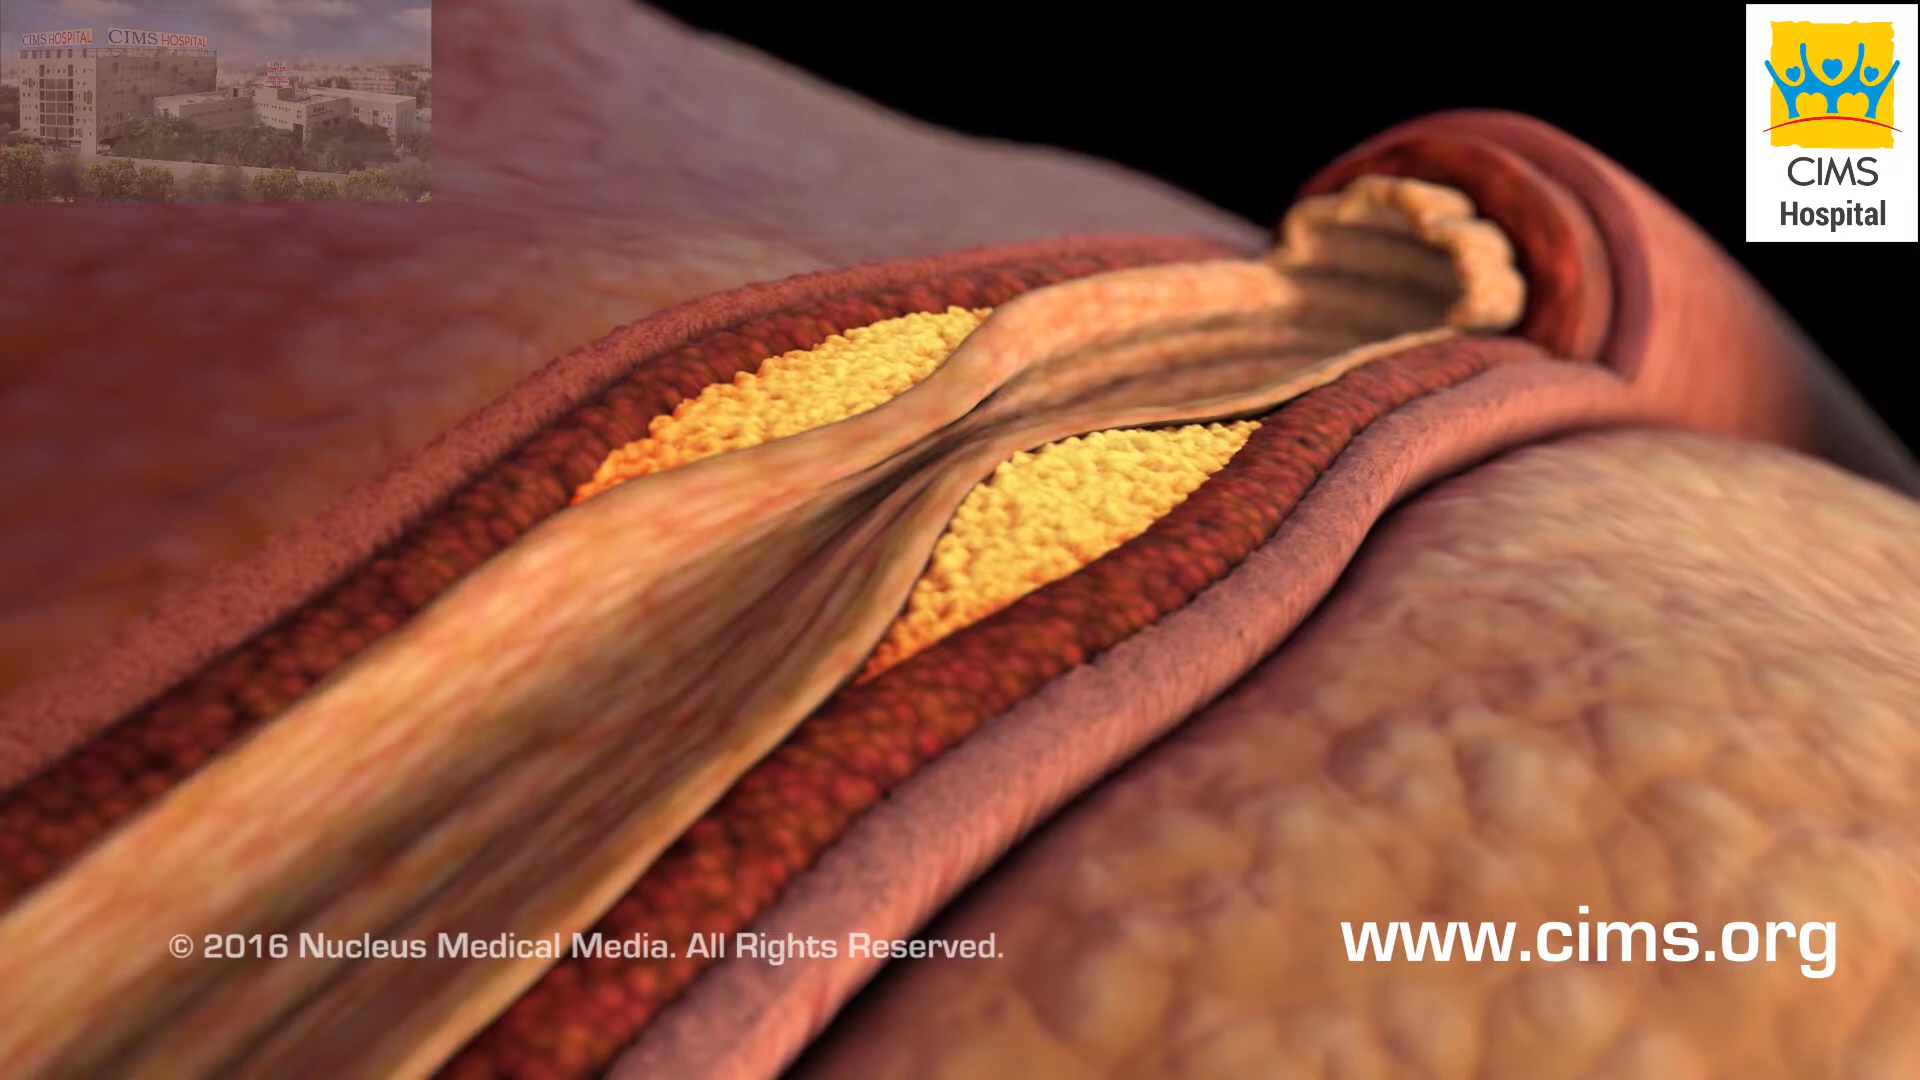 CIMS HOSPITAL CIMS HOSPITAL
CIMS
Hospital
www.cims.org
© 2016 Nucleus Medical Media. All Rights Reserved.